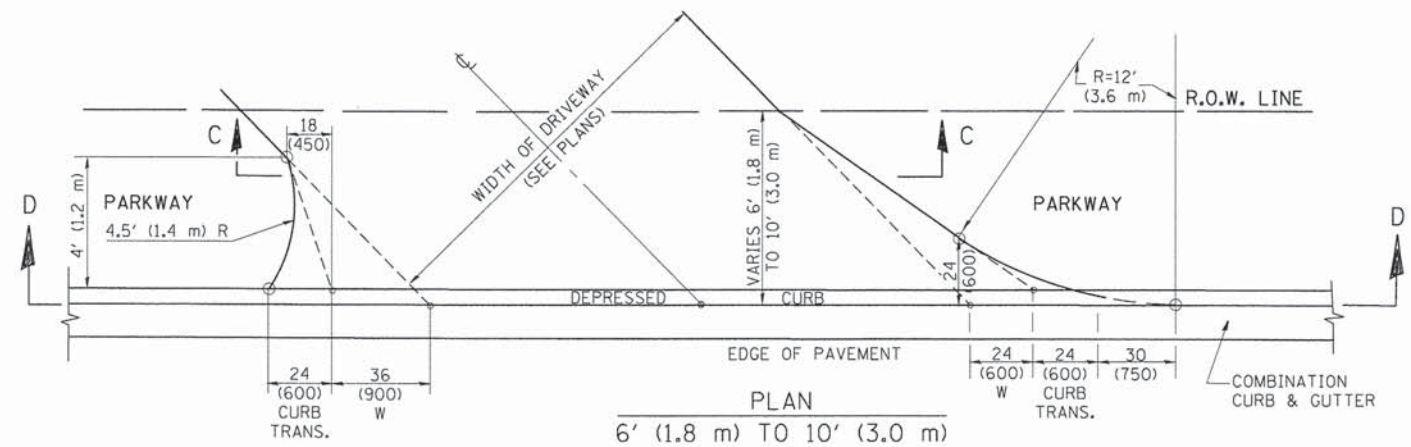 ℄
R=12'
(3.6 m)
R.O.W. LINE
C
18
(450)
WIDTH OF DRIVEWAY
(SEE PLANS)
C
4' (1.2 m)
PARKWAY
4.5' (1.4 m) R
VARIES 6' (1.8 m)
TO 10' (3.0 m)
PARKWAY
D
D
24
(600)
DEPRESSED CURB
EDGE OF PAVEMENT
24
(600)
CURB
TRANS.
36
(900)
W
24
(600)
W
24
(600)
CURB
TRANS.
30
(750)
COMBINATION
CURB & GUTTER
PLAN
6' (1.8 m) TO 10' (3.0 m)